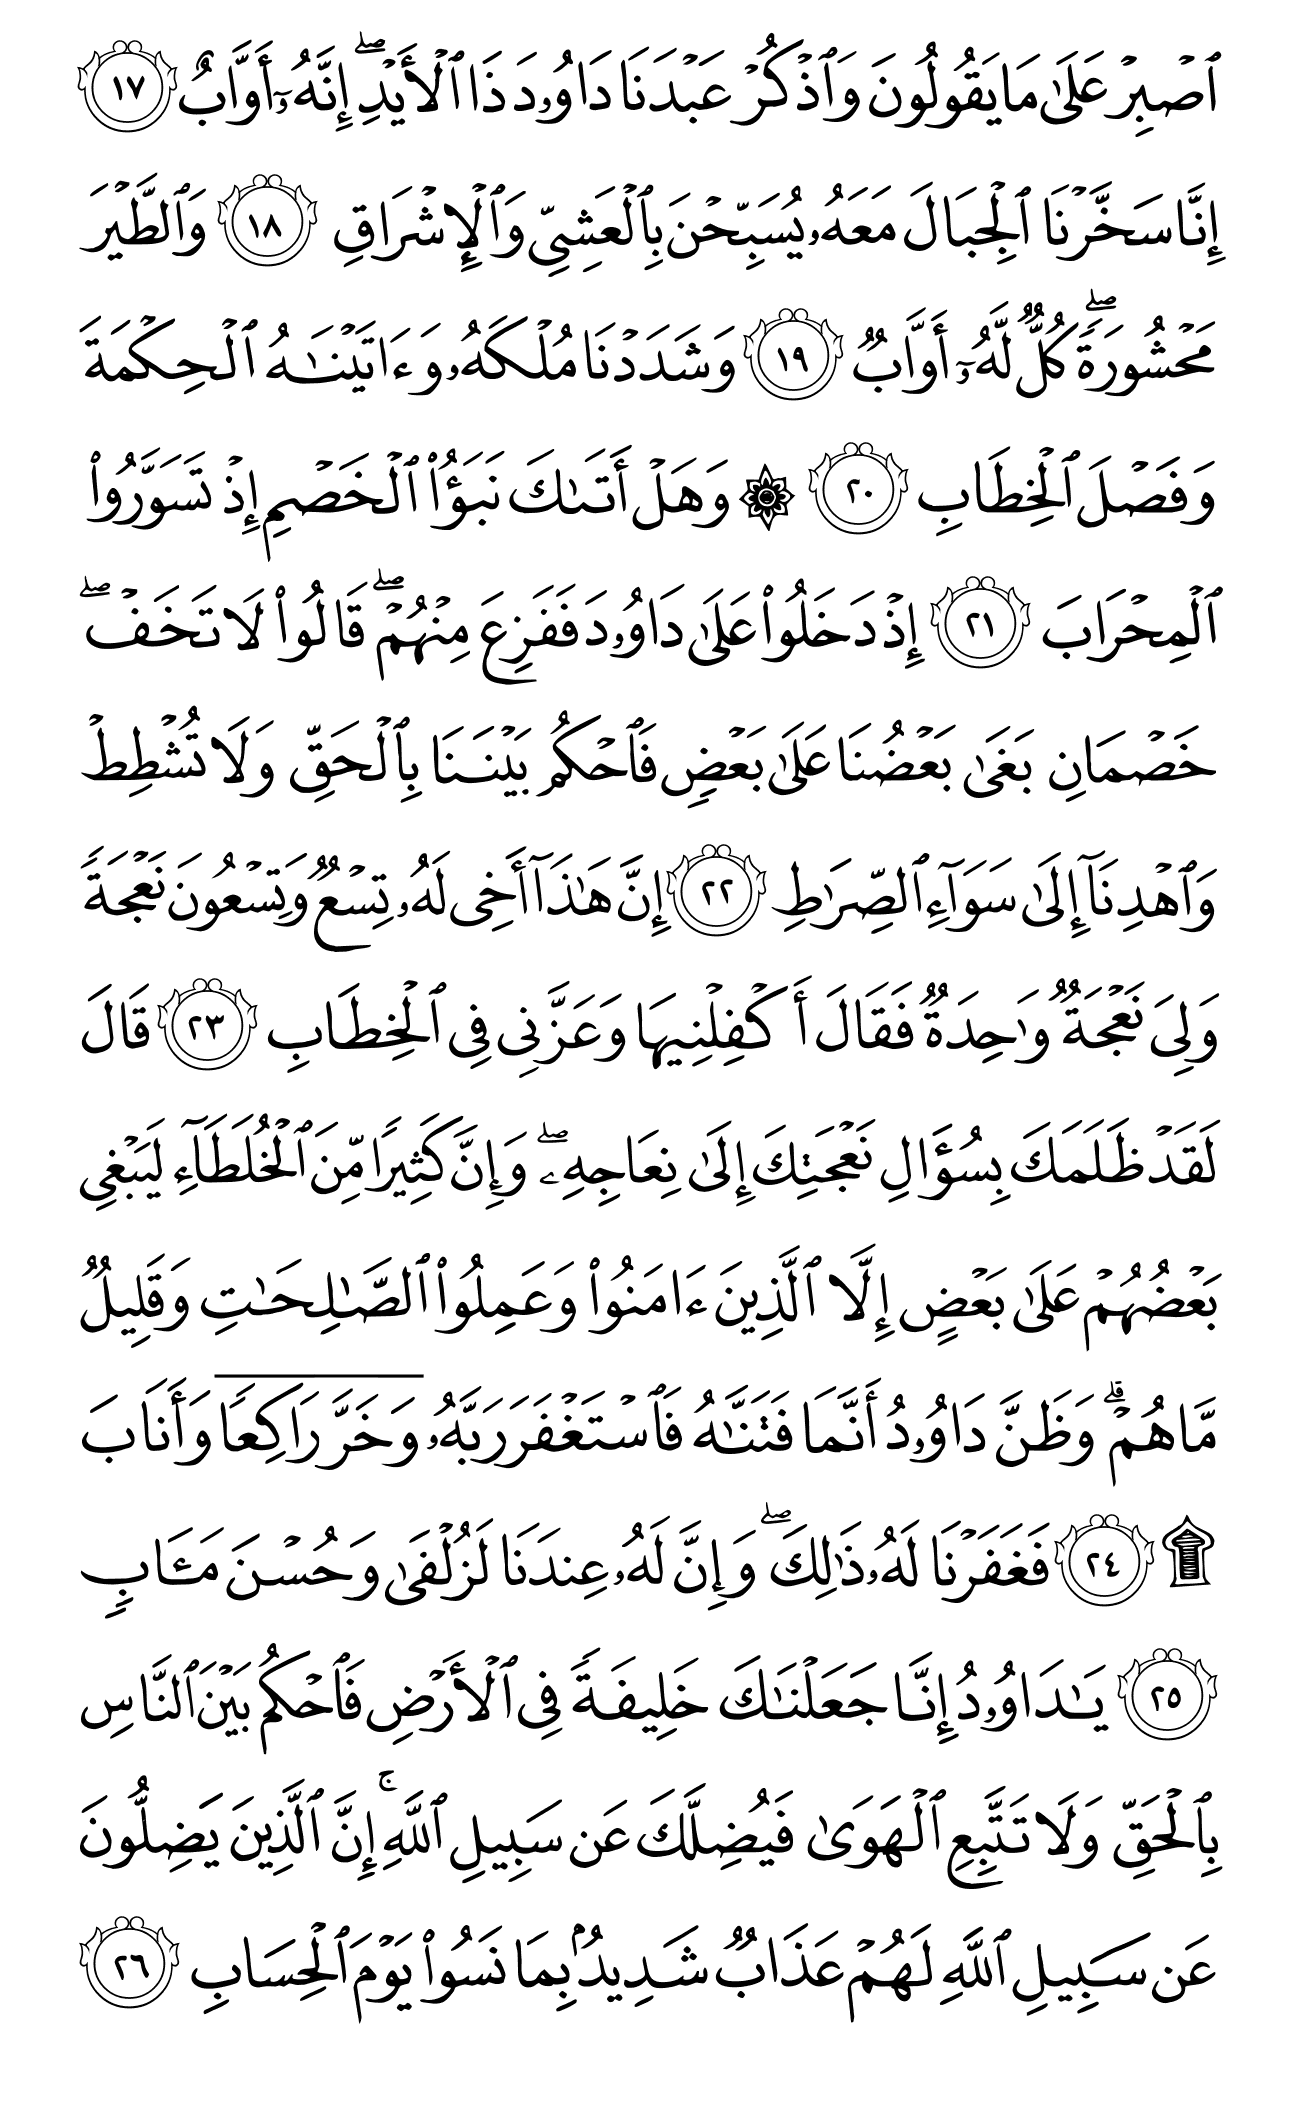 ٱصۡبِرۡ عَلَىٰ مَا يَقُولُونَ وَٱذۡكُرۡ عَبۡدَنَا دَاوُۥدَ ذَا ٱلۡأَيۡدِۖ إِنَّهُۥٓ أَوَّابٌ ١٧
إِنَّا سَخَّرۡنَا ٱلۡجِبَالَ مَعَهُۥ يُسَبِّحۡنَ بِٱلۡعَشِيِّ وَٱلۡإِشۡرَاقِ ١٨ وَٱلطَّيۡرَ
مَحۡشُورَةٗۖ كُلّٞ لَّهُۥٓ أَوَّابٞ ١٩ وَشَدَدۡنَا مُلۡكَهُۥ وَءَاتَيۡنَٰهُ ٱلۡحِكۡمَةَ
وَفَصۡلَ ٱلۡخِطَابِ ٢٠ ۞ وَهَلۡ أَتَىٰكَ نَبَؤُاْ ٱلۡخَصۡمِ إِذۡ تَسَوَّرُواْ
ٱلۡمِحۡرَابَ ٢١ إِذۡ دَخَلُواْ عَلَىٰ دَاوُۥدَ فَفَزِعَ مِنۡهُمۡۖ قَالُواْ لَا تَخَفۡۖ
خَصۡمَانِ بَغَىٰ بَعۡضُنَا عَلَىٰ بَعۡضٖ فَٱحۡكُم بَيۡنَنَا بِٱلۡحَقِّ وَلَا تُشۡطِطۡ
وَٱهۡدِنَآ إِلَىٰ سَوَآءِ ٱلصِّرَٰطِ ٢٢ إِنَّ هَٰذَآ أَخِي لَهُۥ تِسۡعٞ وَتِسۡعُونَ نَعۡجَةٗ
وَلِيَ نَعۡجَةٞ وَٰحِدَةٞ فَقَالَ أَكۡفِلۡنِيهَا وَعَزَّنِي فِي ٱلۡخِطَابِ ٢٣ قَالَ
لَقَدۡ ظَلَمَكَ بِسُؤَالِ نَعۡجَتِكَ إِلَىٰ نِعَاجِهِۦۖ وَإِنَّ كَثِيرٗا مِّنَ ٱلۡخُلَطَآءِ لَيَبۡغِي
بَعۡضُهُمۡ عَلَىٰ بَعۡضٍ إِلَّا ٱلَّذِينَ ءَامَنُواْ وَعَمِلُواْ ٱلصَّٰلِحَٰتِ وَقَلِيلٞ
مَّا هُمۡۗ وَظَنَّ دَاوُۥدُ أَنَّمَا فَتَنَّٰهُ فَٱسۡتَغۡفَرَ رَبَّهُۥ وَخَرَّ رَاكِعٗا وَأَنَابَ
۩ ٢٤ فَغَفَرۡنَا لَهُۥ ذَٰلِكَۖ وَإِنَّ لَهُۥ عِندَنَا لَزُلۡفَىٰ وَحُسۡنَ مَـَٔابٖ
٢٥ يَٰدَاوُۥدُ إِنَّا جَعَلۡنَٰكَ خَلِيفَةٗ فِي ٱلۡأَرۡضِ فَٱحۡكُم بَيۡنَ ٱلنَّاسِ
بِٱلۡحَقِّ وَلَا تَتَّبِعِ ٱلۡهَوَىٰ فَيُضِلَّكَ عَن سَبِيلِ ٱللَّهِۚ إِنَّ ٱلَّذِينَ يَضِلُّونَ
عَن سَبِيلِ ٱللَّهِ لَهُمۡ عَذَابٞ شَدِيدُۢ بِمَا نَسُواْ يَوۡمَ ٱلۡحِسَابِ ٢٦